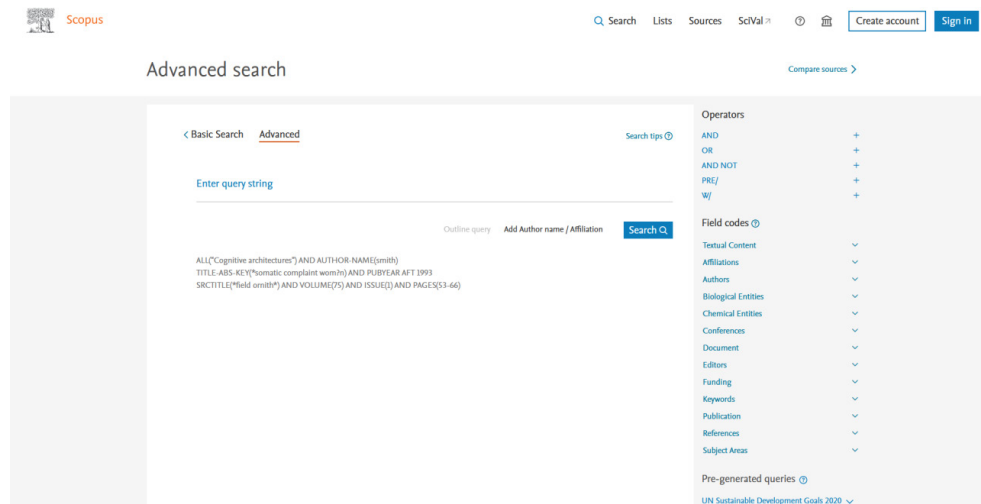 Scopus
Search Lists Sources SciVal Create account Sign in
Advanced search
Compare sources
Basic Search Advanced
Search tips
Enter query string
Outline query Add Author name / Affiliation Search
ALL("Cognitive architectures") AND AUTHOR-NAME(smith)
TITLE-ABS-KEY(*somatic complaint wom?n) AND PUBYEAR AFT 1993
SRCTITLE(*field ornith*) AND VOLUME(75) AND ISSUE(1) AND PAGES(53-66)
Operators
AND +
OR +
AND NOT +
PRE/ +
W/ +
Field codes
Textual Content
Affiliations
Authors
Biological Entities
Chemical Entities
Conferences
Document
Editors
Funding
Keywords
Publication
References
Subject Areas
Pre-generated queries
UN Sustainable Development Goals 2020